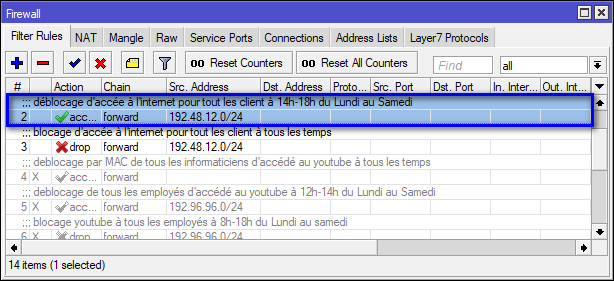 Firewall
Filter Rules NAT Mangle Raw Service Ports Connections Address Lists Layer7 Protocols
00 Reset Counters 00 Reset All Counters Find all
# Action Chain Src. Address Dst. Address Proto... Src. Port Dst. Port In. Inter... Out. Int...
;;; déblocage d'accée à l'internet pour tout les client à 14h-18h du Lundi au Samedi
2 acc... forward 192.48.12.0/24
;;; blocage d'accée à l'internet pour tout les client à tous les temps
3 drop forward 192.48.12.0/24
;;; deblocage par MAC de tous les informaticiens d'accédé au youtube à tous les temps
4 X acc... forward
;;; deblocage de tous les employés d'accédé au youtube à 12h-14h du Lundi au Samedi
5 X acc... forward 192.96.96.0/24
;;; blocage youtube à tous les employés à 8h-18h du Lundi au samedi
6 X drop forward 192.96.96.0/24
14 items (1 selected)